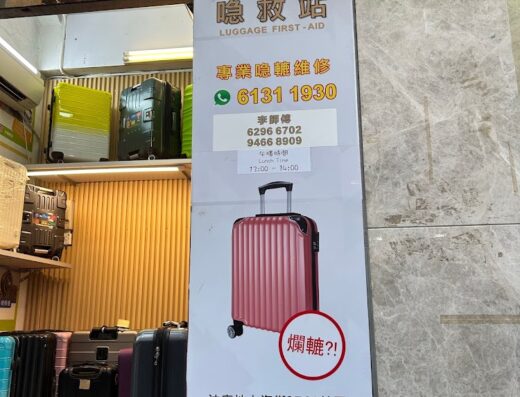 喼救站
LUGGAGE FIRST-AID
專業喼轆維修
6131 1930
李師傅
6296 6702
9466 8909
午膳時間
Lunch Time
13:00 - 14:00
爛轆?!